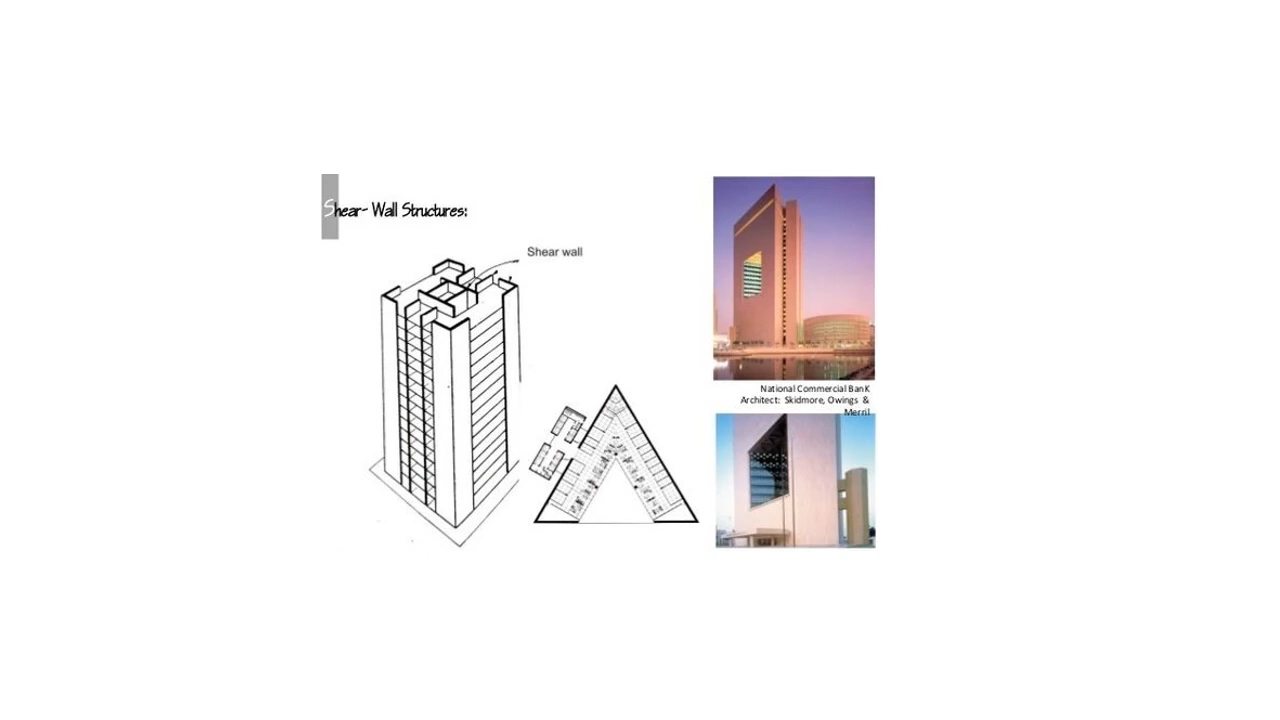 Shear- Wall Structures:
Shear wall
National Commercial BanK
Architect: Skidmore, Owings &
Merril